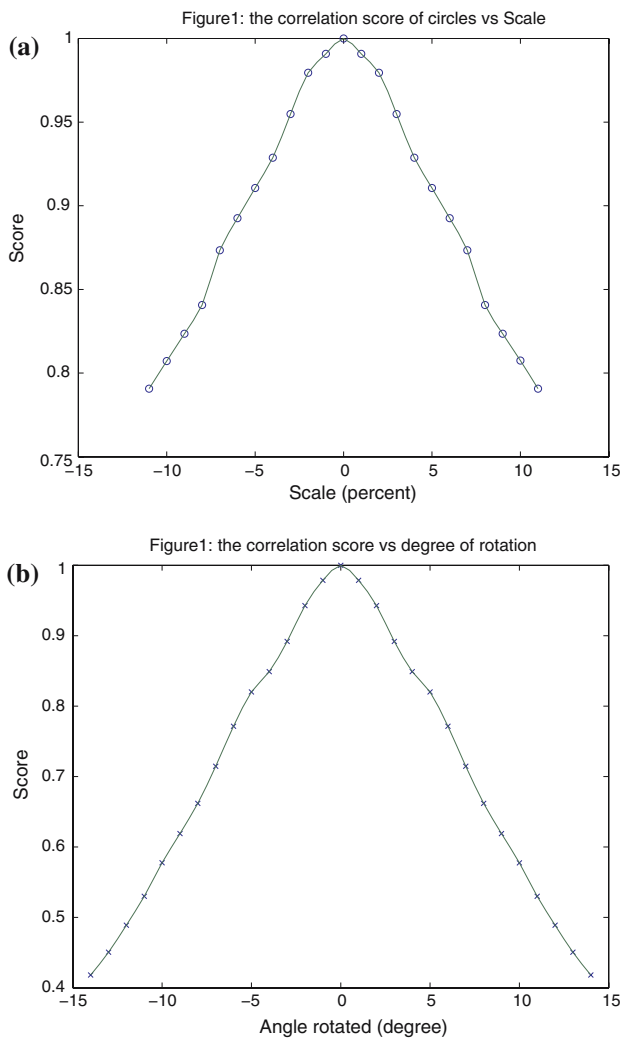 Figure1: the correlation score of circles vs Scale
(a)
1
0.95
0.9
0.85
0.8
0.75
Score
−15 −10 −5 0 5 10 15
Scale (percent)
Figure1: the correlation score vs degree of rotation
(b)
1
0.9
0.8
0.7
0.6
0.5
0.4
Score
−15 −10 −5 0 5 10 15
Angle rotated (degree)